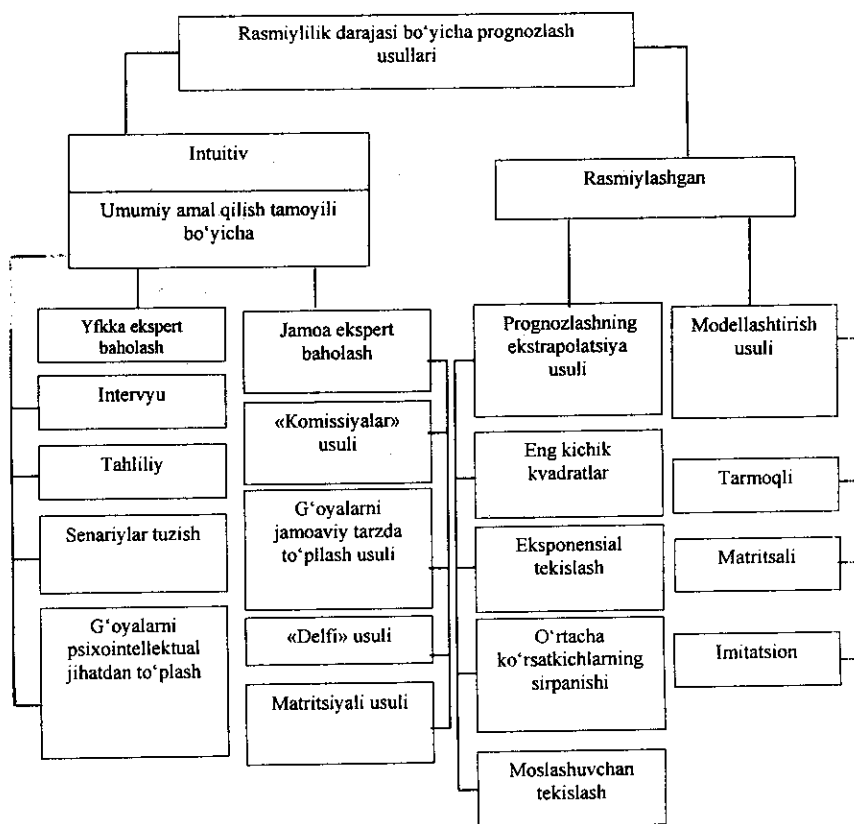 Rasmiylilik darajasi bo‘yicha prognozlash
usullari
Intuitiv
Umumiy amal qilish tamoyili
bo‘yicha
Rasmiylashgan
Yfkka ekspert
baholash
Intervyu
Tahliliy
Senariylar tuzish
G‘oyalarni
psixointellektual
jihatdan to‘plash
Jamoa ekspert
baholash
«Komissiyalar»
usuli
G‘oyalarni
jamoaviy tarzda
to‘pllash usuli
«Delfi» usuli
Matritsiyali usuli
Prognozlashning
ekstrapolatsiya
usuli
Eng kichik
kvadratlar
Eksponensial
tekislash
O‘rtacha
ko‘rsatkichlarning
sirpanishi
Moslashuvchan
tekislash
Modellashtirish
usuli
Tarmoqli
Matritsali
Imitatsion